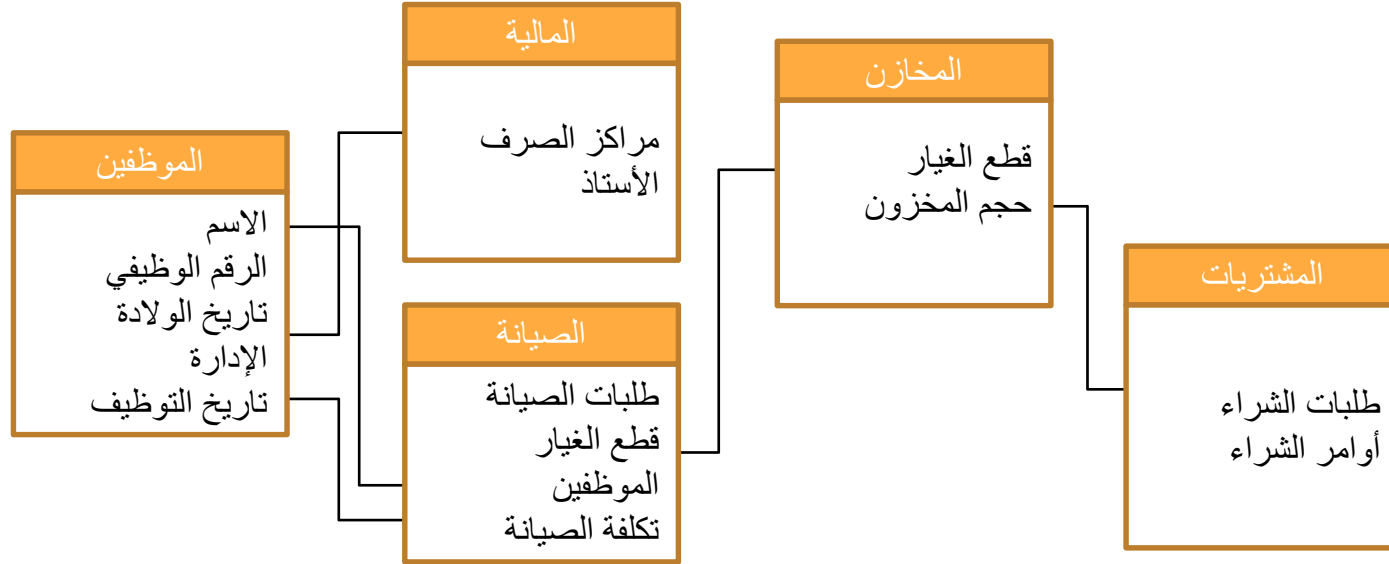 المالية
مراكز الصرف
الأستاذ
المخازن
قطع الغيار
حجم المخزون
الموظفين
الاسم
الرقم الوظيفي
تاريخ الولادة
الإدارة
تاريخ التوظيف
الصيانة
طلبات الصيانة
قطع الغيار
الموظفين
تكلفة الصيانة
المشتريات
طلبات الشراء
أوامر الشراء